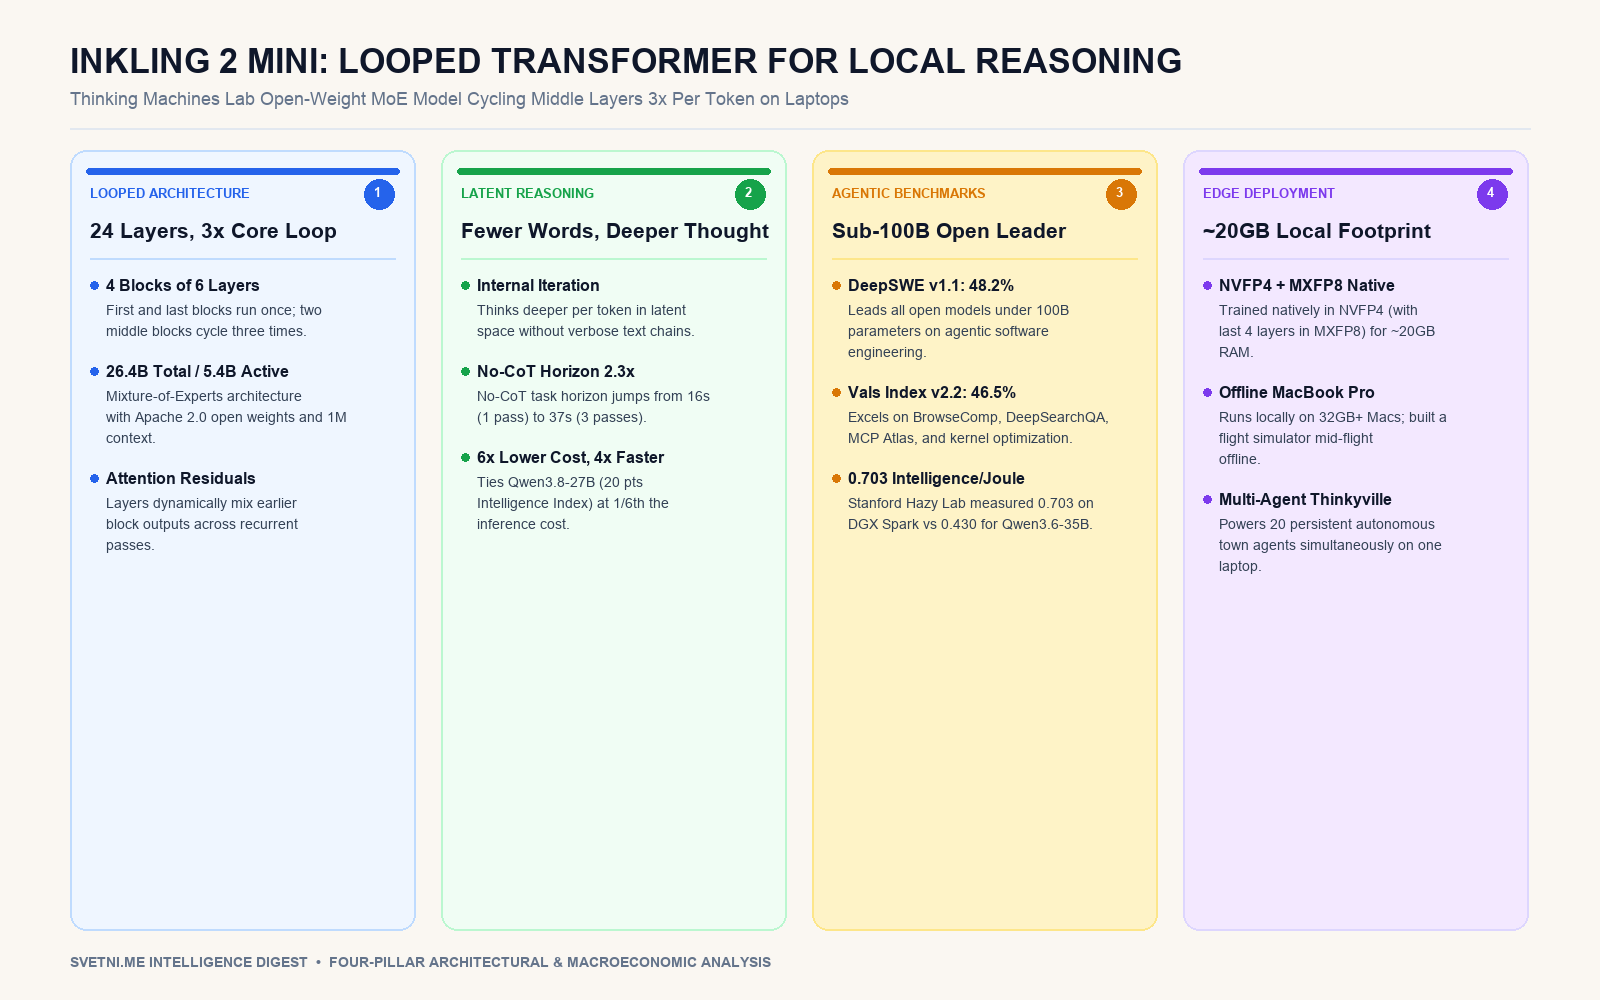 INKLING 2 MINI: LOOPED TRANSFORMER FOR LOCAL REASONING
Thinking Machines Lab Open-Weight MoE Model Cycling Middle Layers 3x Per Token on Laptops
LOOPED ARCHITECTURE
1
24 Layers, 3x Core Loop
4 Blocks of 6 Layers
First and last blocks run once; two
middle blocks cycle three times.
26.4B Total / 5.4B Active
Mixture-of-Experts architecture
with Apache 2.0 open weights and 1M
context.
Attention Residuals
Layers dynamically mix earlier
block outputs across recurrent
passes.
LATENT REASONING
2
Fewer Words, Deeper Thought
Internal Iteration
Thinks deeper per token in latent
space without verbose text chains.
No-CoT Horizon 2.3x
No-CoT task horizon jumps from 16s
(1 pass) to 37s (3 passes).
6x Lower Cost, 4x Faster
Ties Qwen3.8-27B (20 pts
Intelligence Index) at 1/6th the
inference cost.
AGENTIC BENCHMARKS
3
Sub-100B Open Leader
DeepSWE v1.1: 48.2%
Leads all open models under 100B
parameters on agentic software
engineering.
Vals Index v2.2: 46.5%
Excels on BrowseComp, DeepSearchQA,
MCP Atlas, and kernel optimization.
0.703 Intelligence/Joule
Stanford Hazy Lab measured 0.703 on
DGX Spark vs 0.430 for Qwen3.6-35B.
EDGE DEPLOYMENT
4
~20GB Local Footprint
NVFP4 + MXFP8 Native
Trained natively in NVFP4 (with
last 4 layers in MXFP8) for ~20GB
RAM.
Offline MacBook Pro
Runs locally on 32GB+ Macs; built a
flight simulator mid-flight
offline.
Multi-Agent Thinkyville
Powers 20 persistent autonomous
town agents simultaneously on one
laptop.
SVETNI.ME INTELLIGENCE DIGEST • FOUR-PILLAR ARCHITECTURAL & MACROECONOMIC ANALYSIS